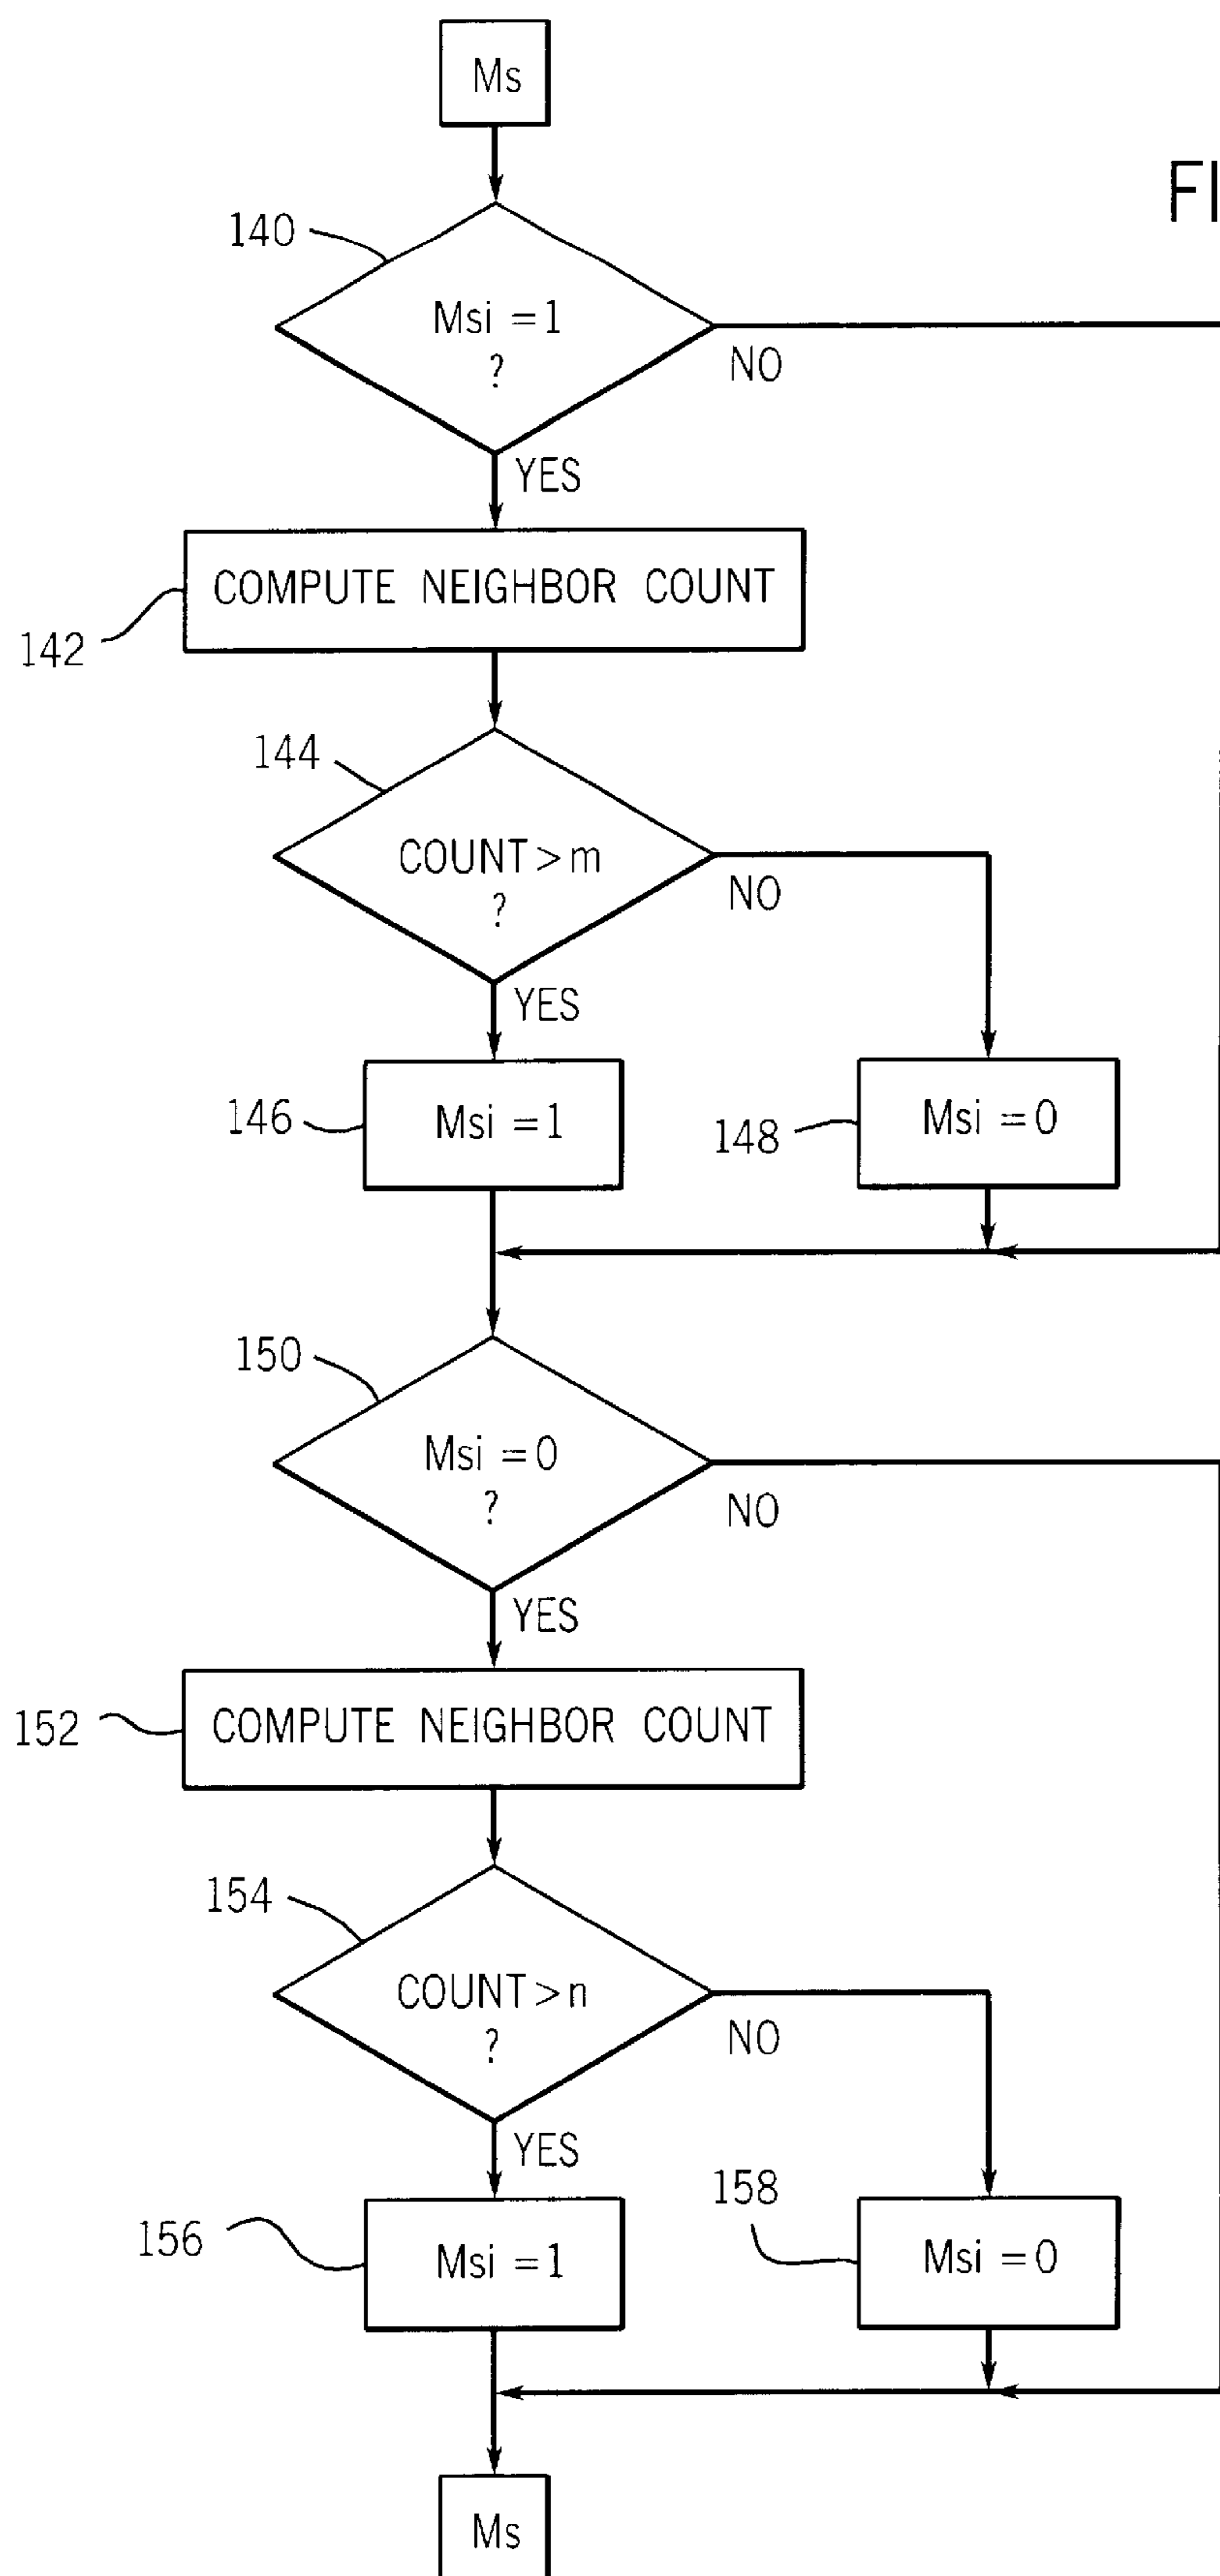 Ms
FI
140
Msi = 1
?
NO
YES
COMPUTE NEIGHBOR COUNT
142
144
COUNT > m
?
NO
YES
146
Msi = 1
148
Msi = 0
150
Msi = 0
?
NO
YES
152
COMPUTE NEIGHBOR COUNT
154
COUNT > n
?
NO
YES
156
Msi = 1
158
Msi = 0
Ms